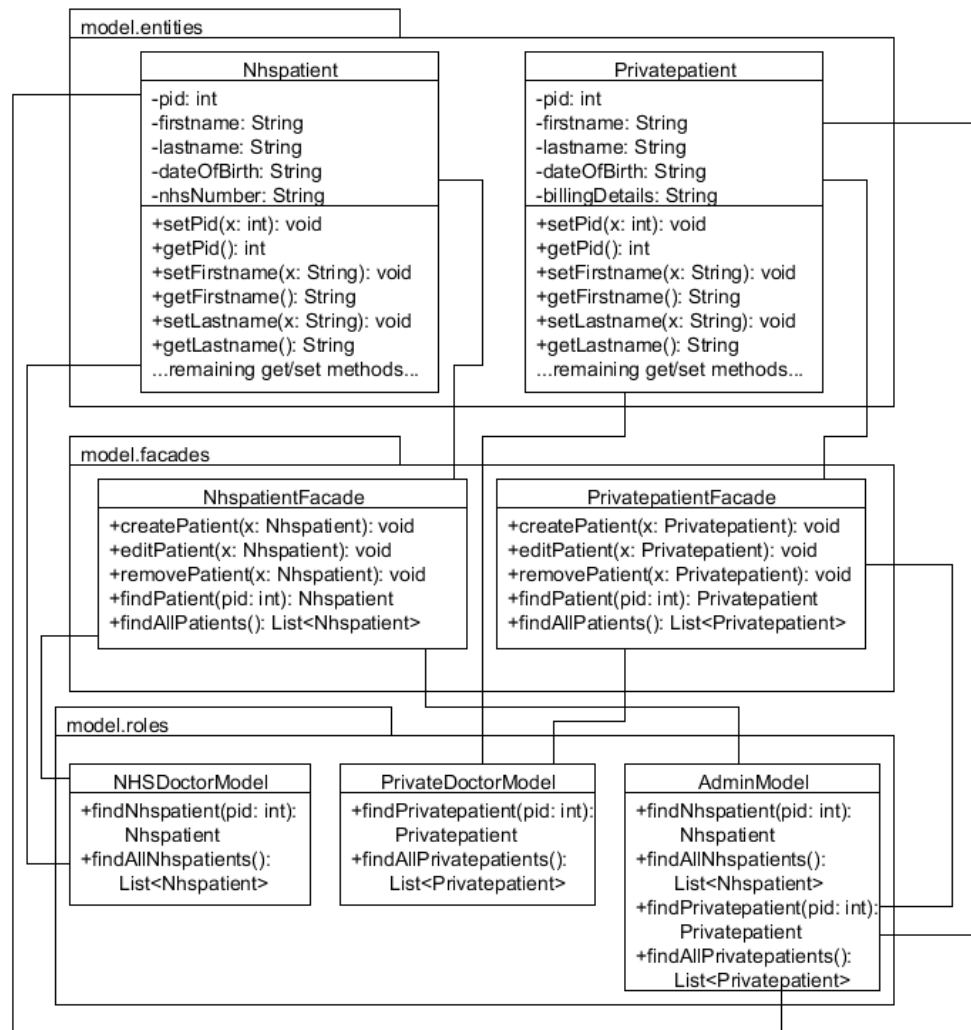 model.entities
Nhspatient
-pid: int
-firstname: String
-lastname: String
-dateOfBirth: String
-nhsNumber: String
+setPid(x: int): void
+getPid(): int
+setFirstname(x: String): void
+getFirstname(): String
+setLastname(x: String): void
+getLastname(): String
...remaining get/set methods...
Privatepatient
-pid: int
-firstname: String
-lastname: String
-dateOfBirth: String
-billingDetails: String
+setPid(x: int): void
+getPid(): int
+setFirstname(x: String): void
+getFirstname(): String
+setLastname(x: String): void
+getLastname(): String
...remaining get/set methods...
model.facades
NhspatientFacade
+createPatient(x: Nhspatient): void
+editPatient(x: Nhspatient): void
+removePatient(x: Nhspatient): void
+findPatient(pid: int): Nhspatient
+findAllPatients(): List<Nhspatient>
PrivatepatientFacade
+createPatient(x: Privatepatient): void
+editPatient(x: Privatepatient): void
+removePatient(x: Privatepatient): void
+findPatient(pid: int): Privatepatient
+findAllPatients(): List<Privatepatient>
model.roles
NHSDoctorModel
+findNhspatient(pid: int):
Nhspatient
+findAllNhspatients():
List<Nhspatient>
PrivateDoctorModel
+findPrivatepatient(pid: int):
Privatepatient
+findAllPrivatepatients():
List<Privatepatient>
AdminModel
+findNhspatient(pid: int):
Nhspatient
+findAllNhspatients():
List<Nhspatient>
+findPrivatepatient(pid: int):
Privatepatient
+findAllPrivatepatients():
List<Privatepatient>